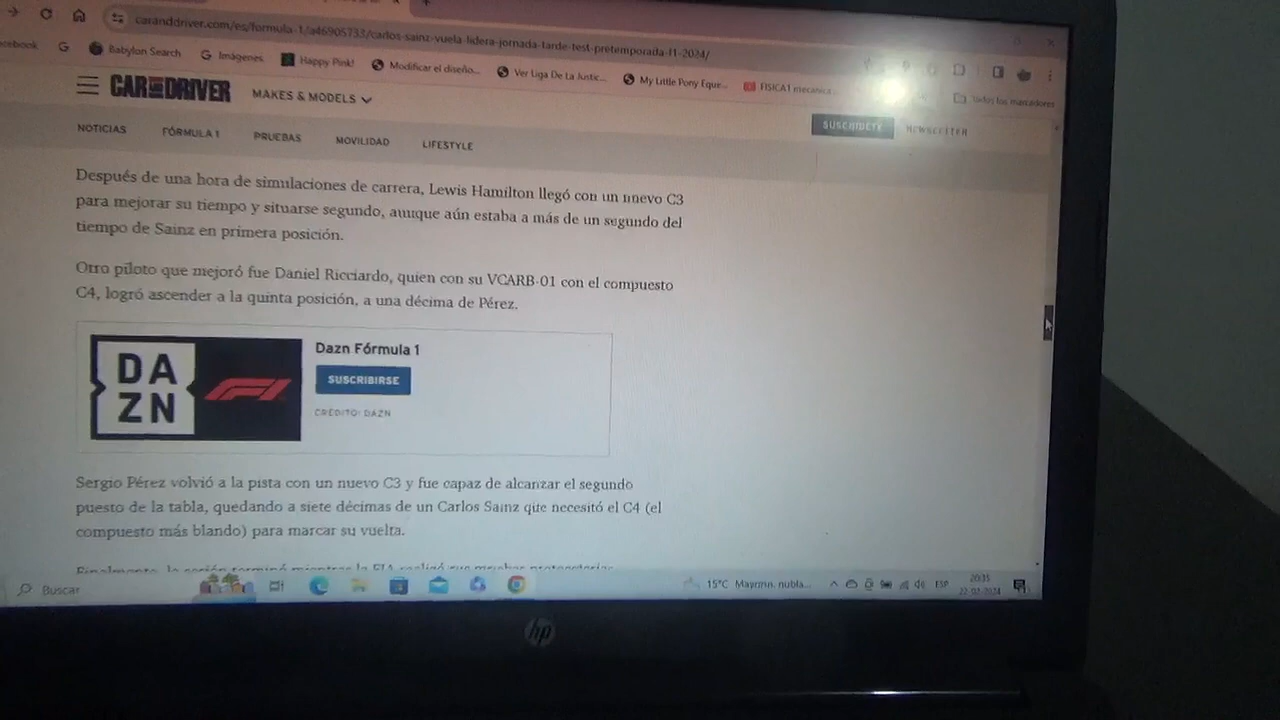 caranddriver.com/es/formula-1/a46905733/carlos-sainz-vuela-lidera-jornada-tarde-test-pretemporada-f1-2024/
Babylon Search
Imágenes
Happy Pink!
Modificar el diseño...
Ver Liga De La Justic...
My Little Pony Eque...
FISICA1 mecanica...
Todos los marcadores
CAR AND DRIVER
MAKES & MODELS
SUSCRÍBETE
NEWSLETTER
NOTICIAS
FÓRMULA 1
PRUEBAS
MOVILIDAD
LIFESTYLE
Después de una hora de simulaciones de carrera, Lewis Hamilton llegó con un nuevo C3
para mejorar su tiempo y situarse segundo, aunque aún estaba a más de un segundo del
tiempo de Sainz en primera posición.
Otro piloto que mejoró fue Daniel Ricciardo, quien con su VCARB-01 con el compuesto
C4, logró ascender a la quinta posición, a una décima de Pérez.
DA
ZN
F1
Dazn Fórmula 1
SUSCRIBIRSE
CRÉDITO: DAZN
Sergio Pérez volvió a la pista con un nuevo C3 y fue capaz de alcanzar el segundo
puesto de la tabla, quedando a siete décimas de un Carlos Sainz que necesitó el C4 (el
compuesto más blando) para marcar su vuelta.
Buscar
15°C
ESP
20:35
hp